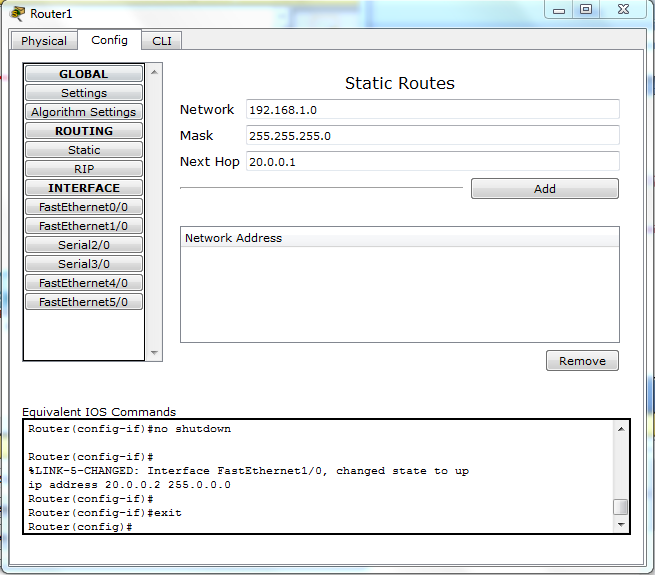 Router1
Physical
Config
CLI
GLOBAL
Settings
Algorithm Settings
ROUTING
Static
RIP
INTERFACE
FastEthernet0/0
FastEthernet1/0
Serial2/0
Serial3/0
FastEthernet4/0
FastEthernet5/0
Static Routes
Network 192.168.1.0
Mask 255.255.255.0
Next Hop 20.0.0.1
Add
Network Address
Remove
Equivalent IOS Commands
Router(config-if)#no shutdown
Router(config-if)#
%LINK-5-CHANGED: Interface FastEthernet1/0, changed state to up
ip address 20.0.0.2 255.0.0.0
Router(config-if)#
Router(config-if)#exit
Router(config)#